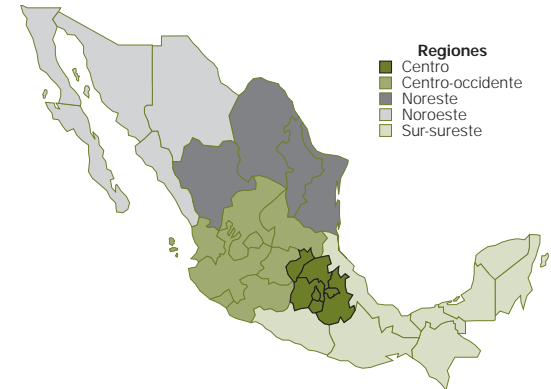 Regiones
Centro
Centro-occidente
Noreste
Noroeste
Sur-sureste